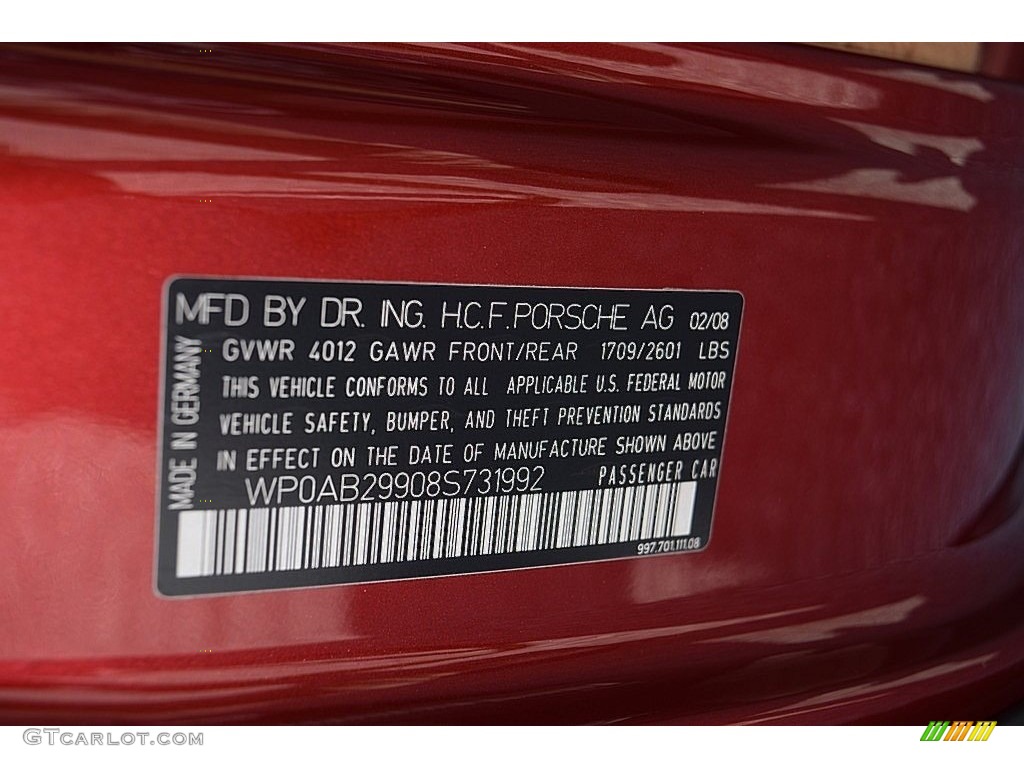 MFD BY DR. ING. H.C.F. PORSCHE AG 02/08
GVWR 4012 GAWR FRONT/REAR 1709/2601 LBS
THIS VEHICLE CONFORMS TO ALL APPLICABLE U.S. FEDERAL MOTOR
VEHICLE SAFETY, BUMPER, AND THEFT PREVENTION STANDARDS
IN EFFECT ON THE DATE OF MANUFACTURE SHOWN ABOVE
WP0AB29908S731992 PASSENGER CAR
997.701.111.08
MADE IN GERMANY
GTCARLOT.COM